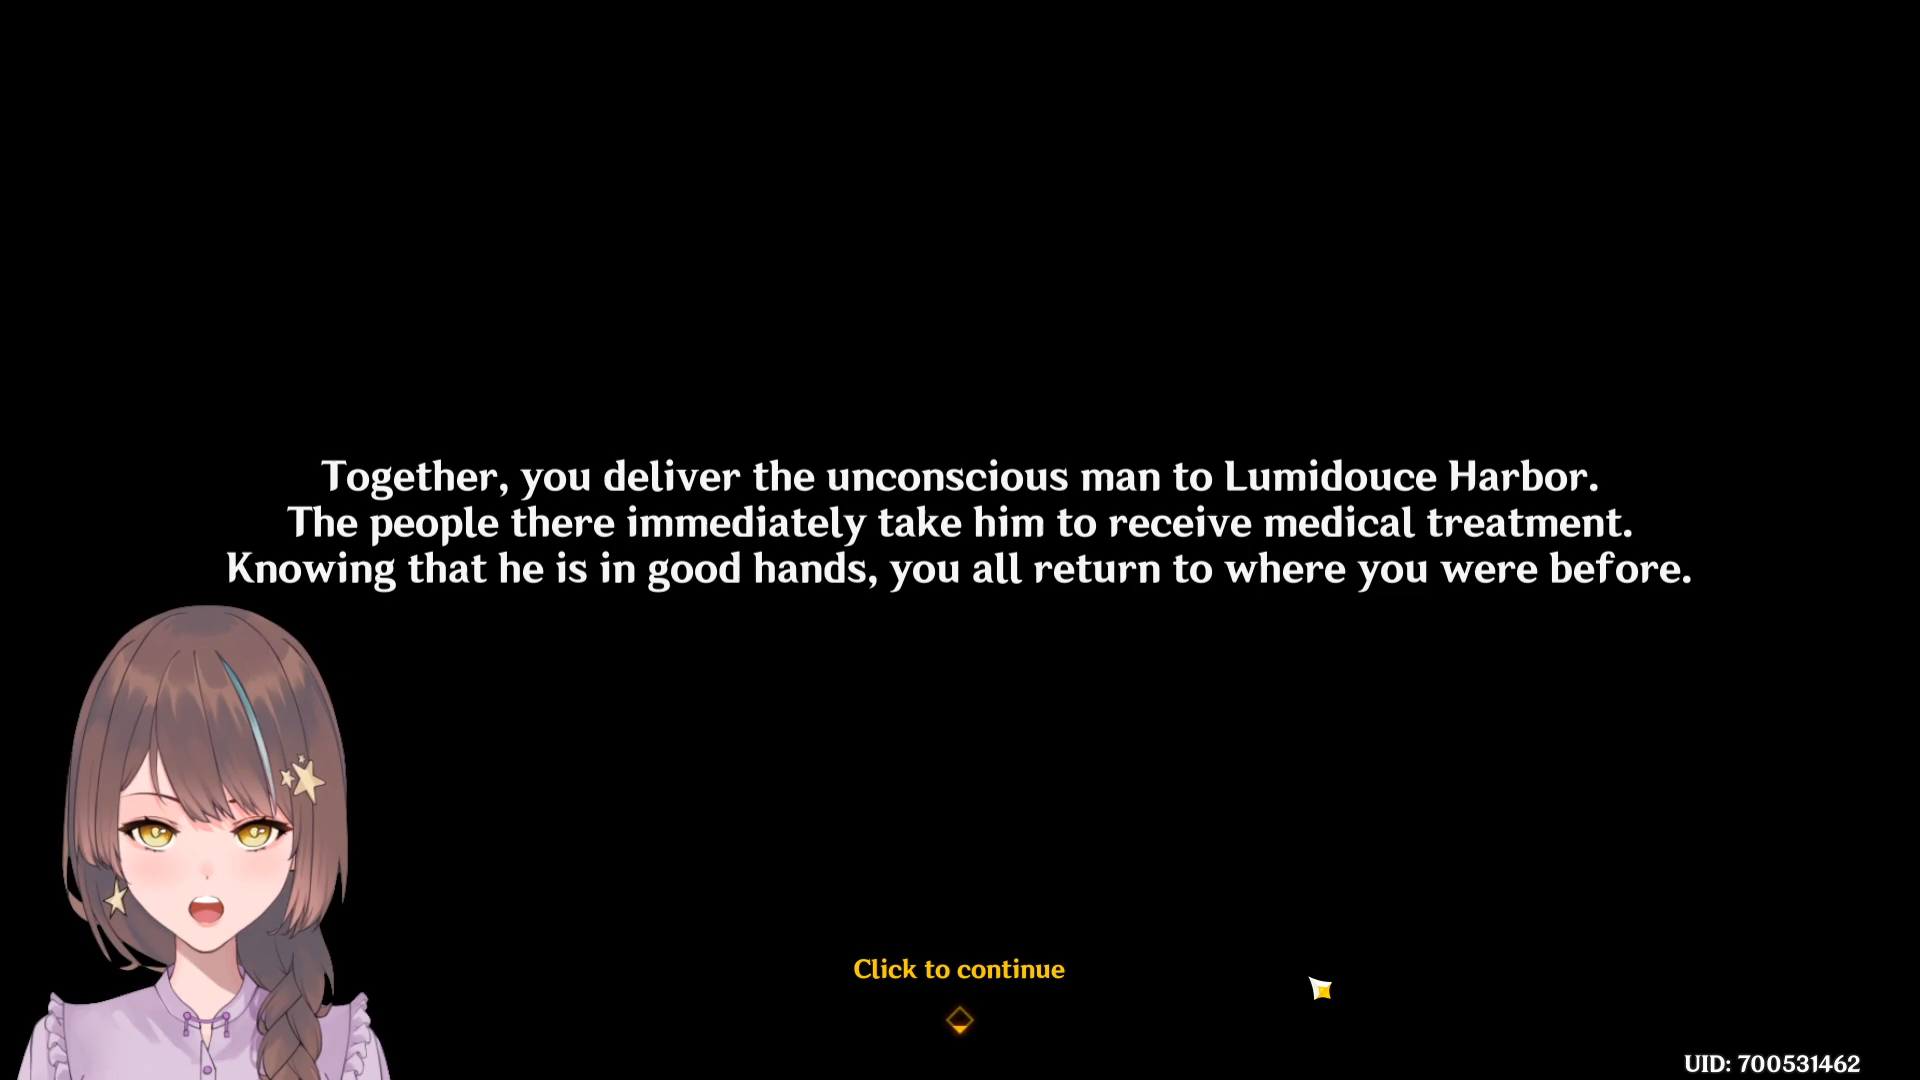 Together, you deliver the unconscious man to Lumidouce Harbor.
The people there immediately take him to receive medical treatment.
Knowing that he is in good hands, you all return to where you were before.
Click to continue
UID: 700531462